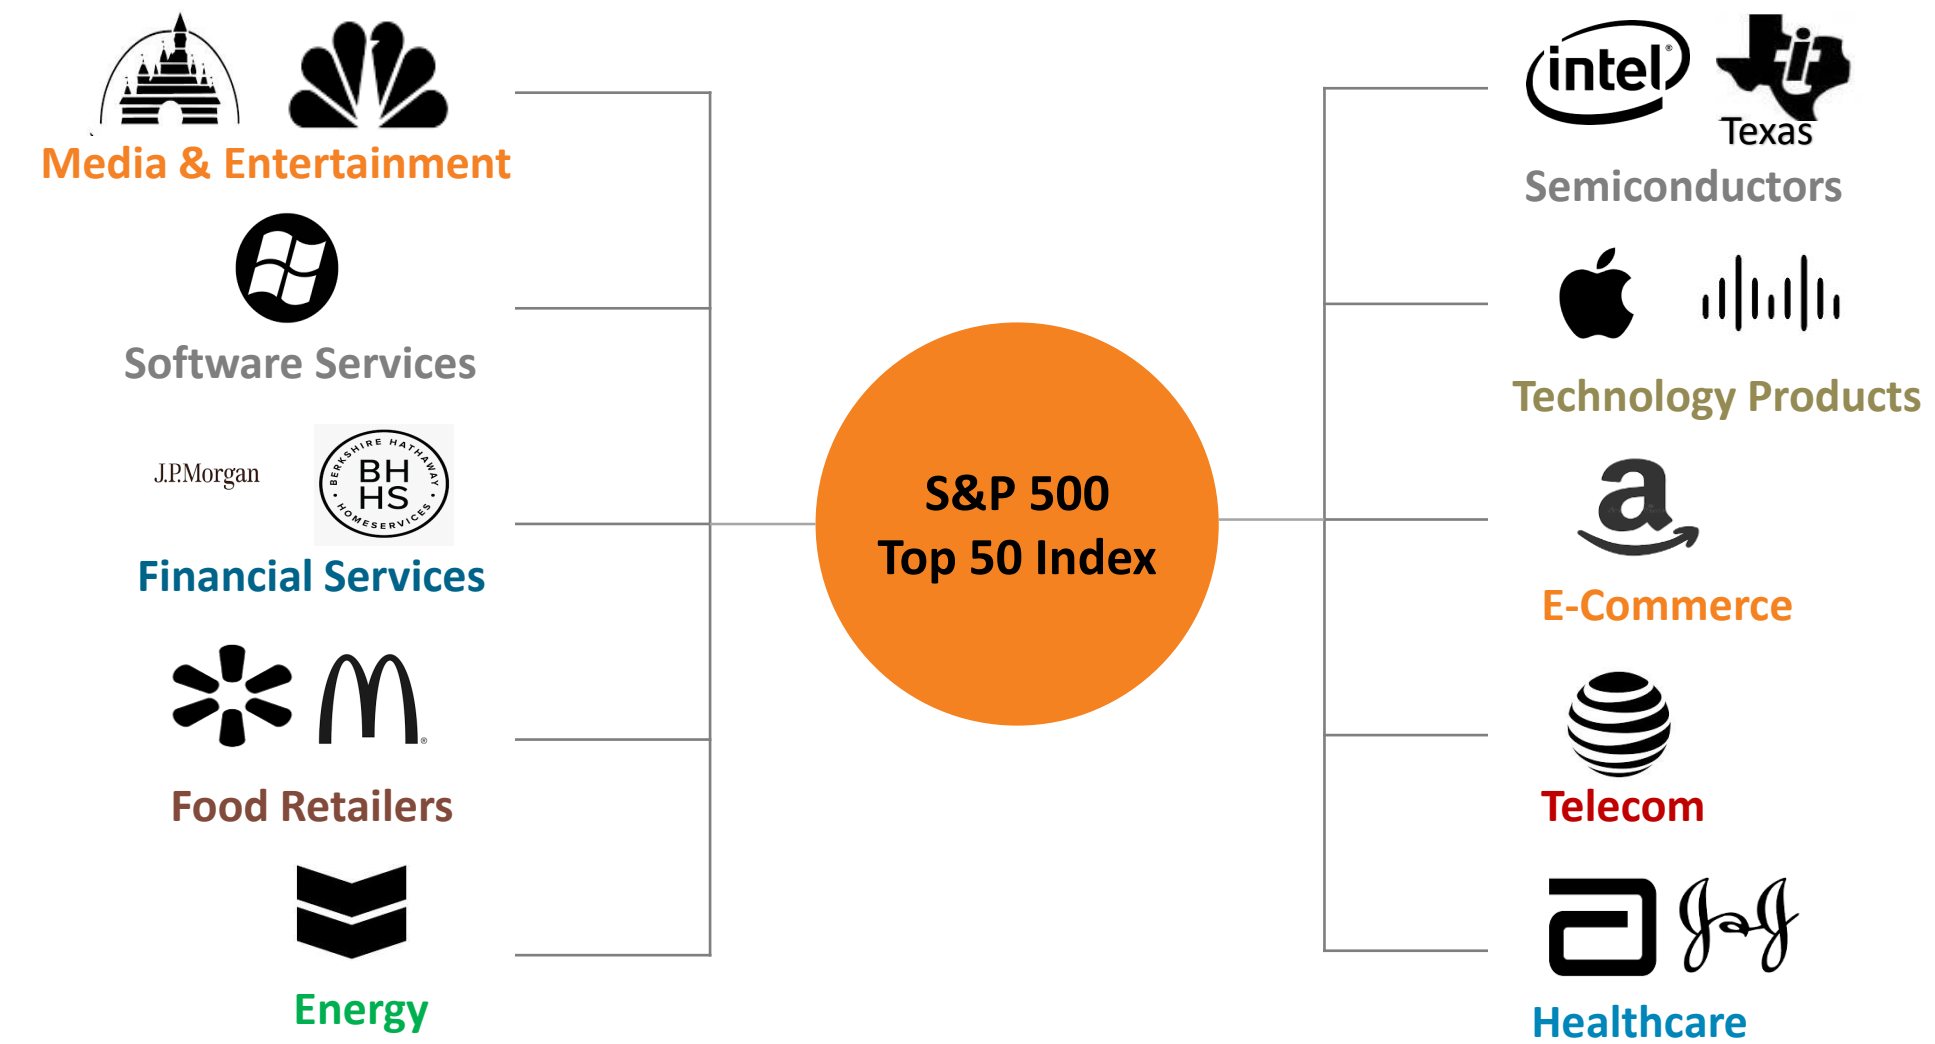 Media & Entertainment
Software Services
J.P.Morgan
BERKSHIRE HATHAWAY
BH
HS
HOMESERVICES
Financial Services
Food Retailers
®
Energy
S&P 500
Top 50 Index
intel®
Texas
Semiconductors
Technology Products
a
E-Commerce
Telecom
a
J&J
Healthcare